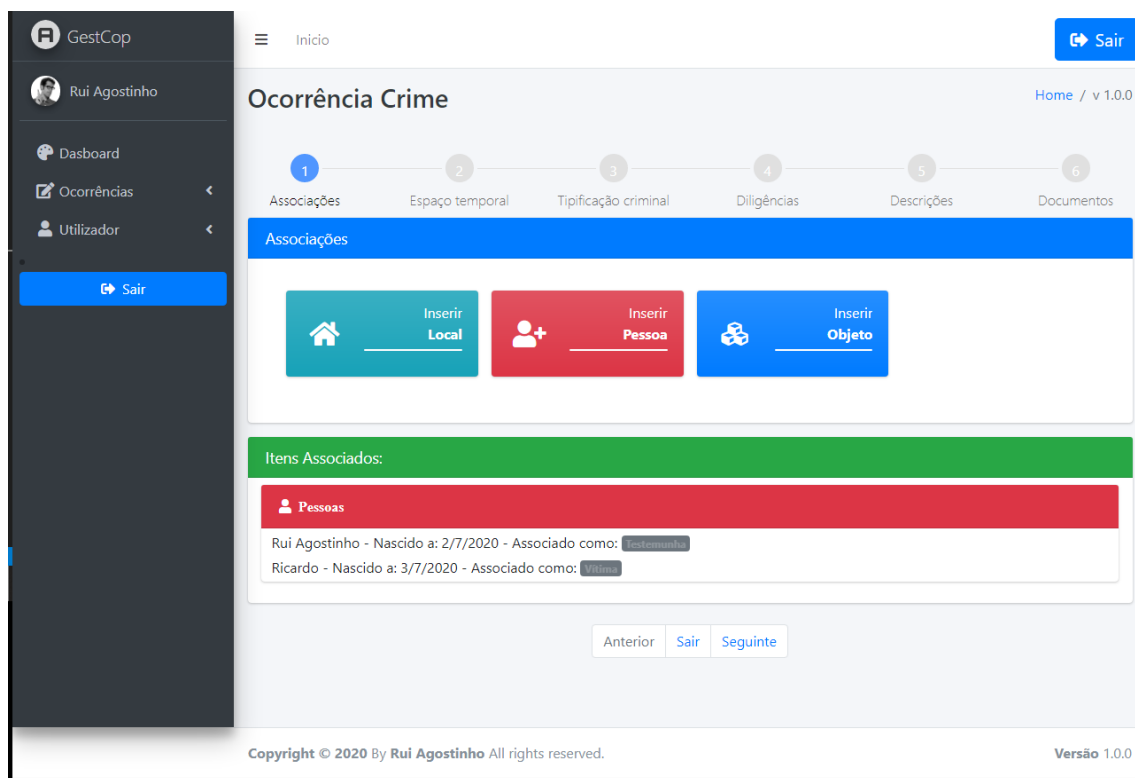 GestCop
Rui Agostinho
Dasboard
Ocorrências
Utilizador
Sair
Inicio
Sair
Ocorrência Crime
Home / v 1.0.0
1 2 3 4 5 6
Associações Espaço temporal Tipificação criminal Diligências Descrições Documentos
Associações
Inserir
Local
Inserir
Pessoa
Inserir
Objeto
Itens Associados:
Pessoas
Rui Agostinho - Nascido a: 2/7/2020 - Associado como: Testemunha
Ricardo - Nascido a: 3/7/2020 - Associado como: Vítima
Anterior Sair Seguinte
Copyright © 2020 By Rui Agostinho All rights reserved.
Versão 1.0.0